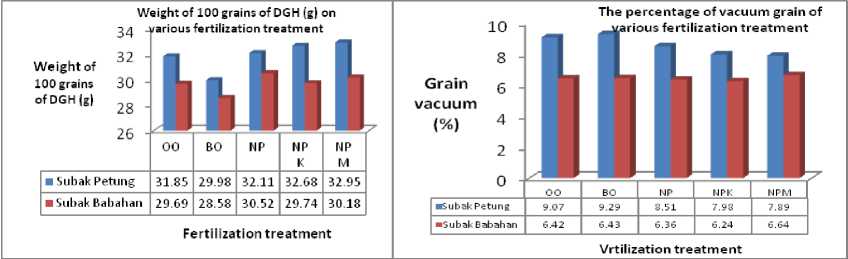 Weight of 100 grains of DGH (g) on
various fertilization treatment
34
32
30
28
26
Weight of
100 grains
of DGH (g)
OO BO NP NP K NP M
Subak Petung 31.85 29.98 32.11 32.68 32.95
Subak Babahan 29.69 28.58 30.52 29.74 30.18
Fertilization treatment
The percentage of vacuum grain of
various fertilization treatment
10
8
6
4
2
0
Grain
vacuum
(%)
OO BO NP NPK NPM
Subak Petung 9.07 9.29 8.51 7.98 7.89
Subak Babahan 6.42 6.43 6.36 6.24 6.64
Vrtilization treatment